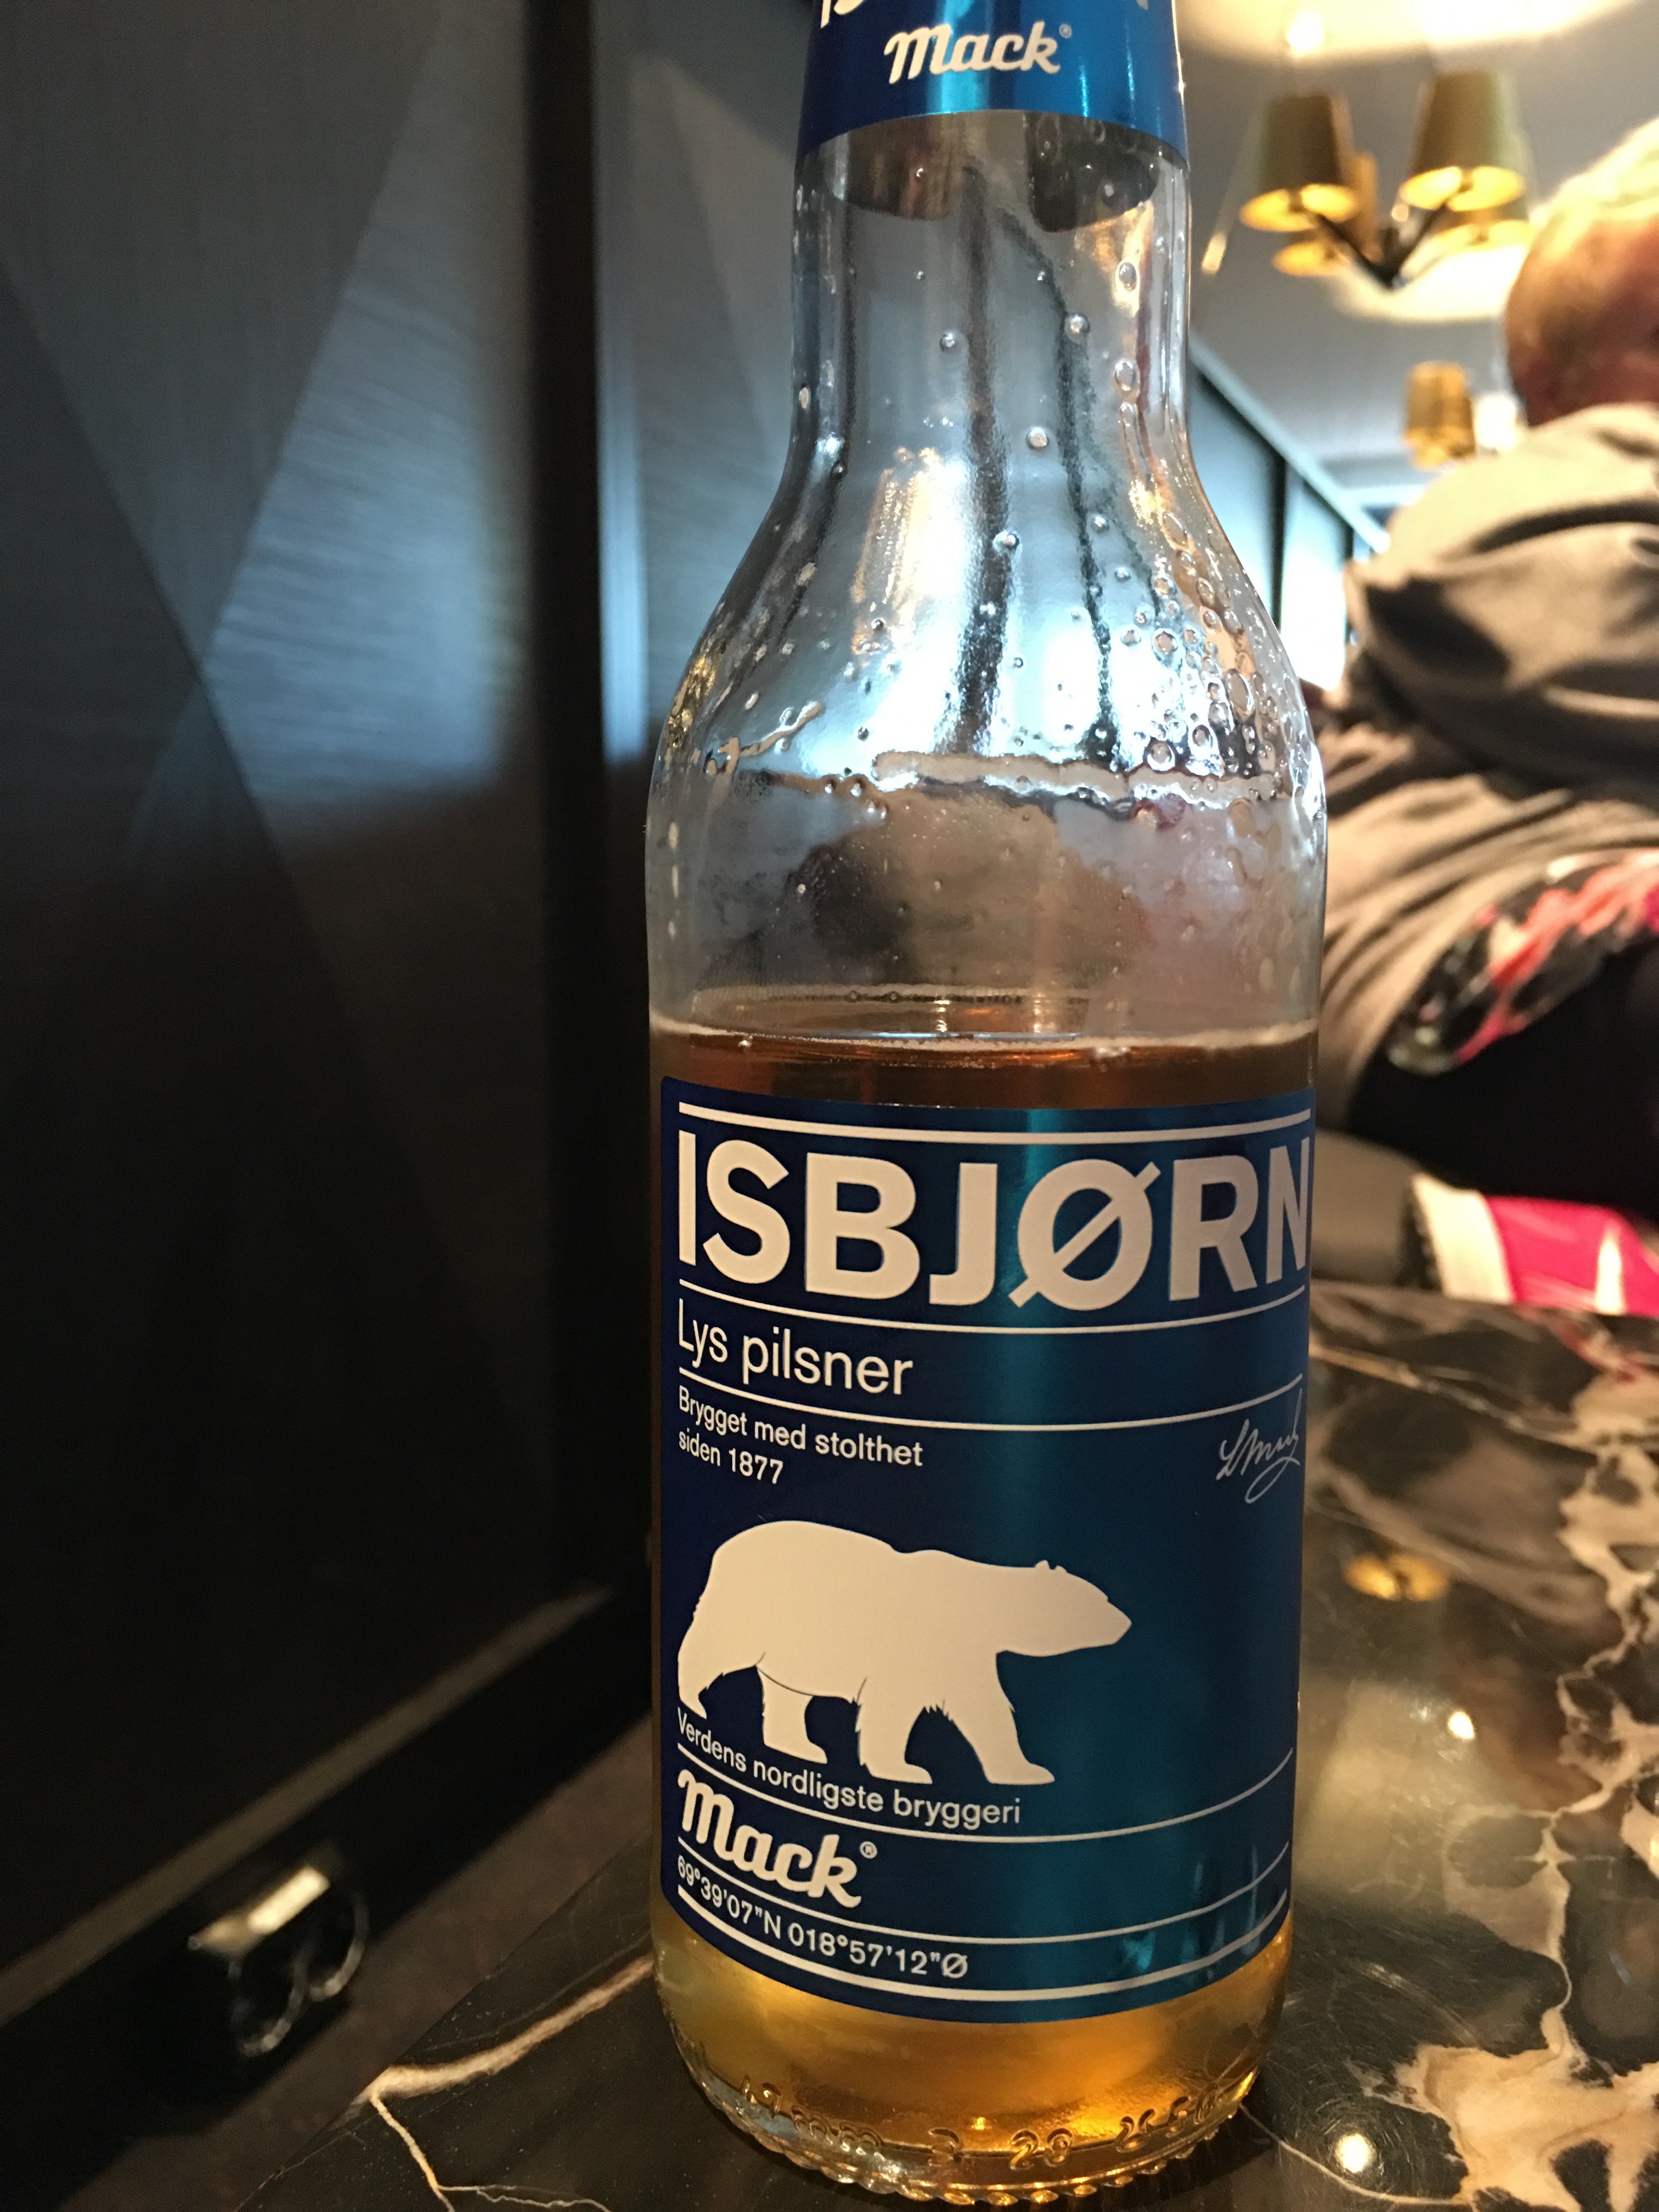 Mack®
ISBJØRN
Lys pilsner
Brygget med stolthet
siden 1877
Verdens nordligste bryggeri
Mack®
69°39'07"N 018°57'12"Ø